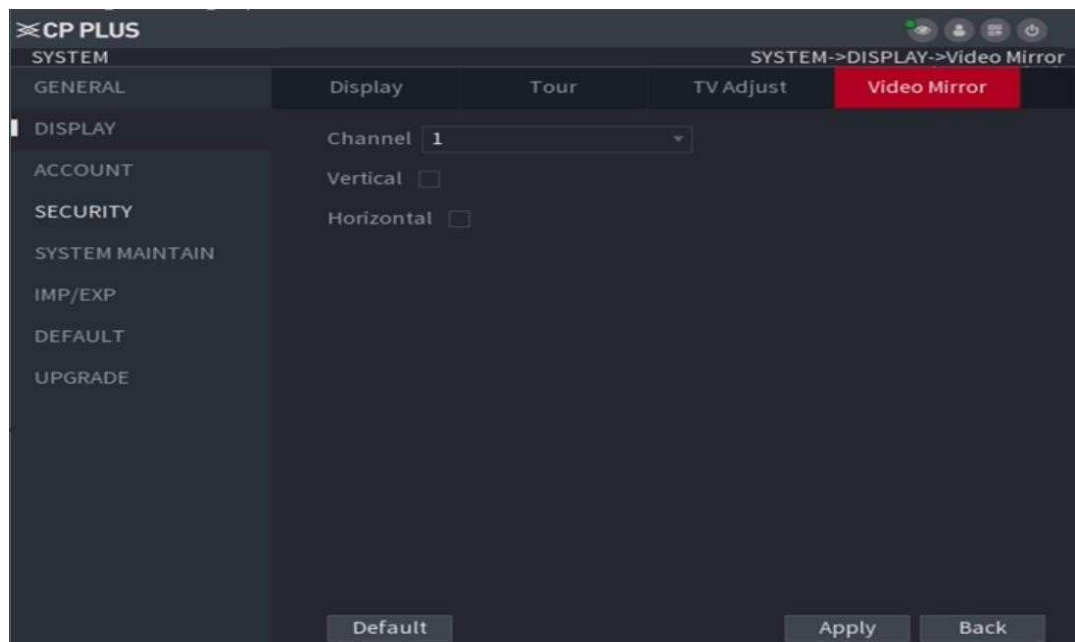 CP PLUS
SYSTEM SYSTEM->DISPLAY->Video Mirror
GENERAL
DISPLAY
ACCOUNT
SECURITY
SYSTEM MAINTAIN
IMP/EXP
DEFAULT
UPGRADE
Display Tour TV Adjust Video Mirror
Channel 1
Vertical
Horizontal
Default Apply Back